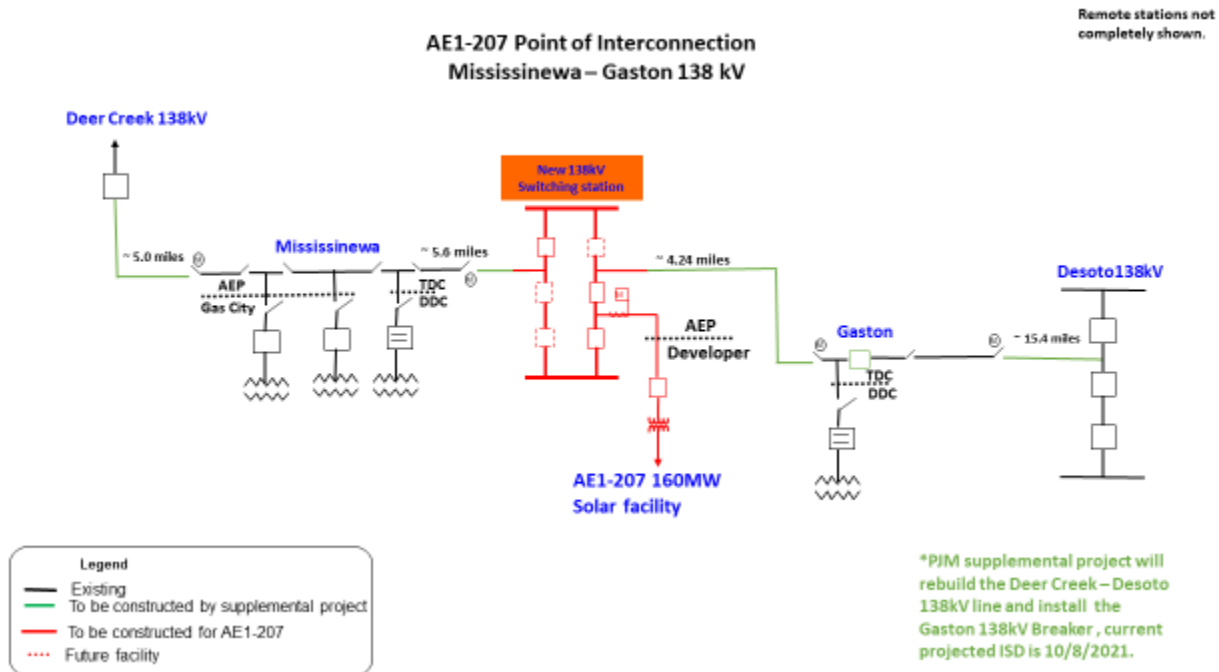 Remote stations not
completely shown.
AE1-207 Point of Interconnection
Mississinewa – Gaston 138 kV
Deer Creek 138kV
New 138kV
Switching station
~ 5.0 miles
Mississinewa
~ 5.6 miles
~ 4.24 miles
Desoto138kV
AEP
Gas City
TDC
DDC
AEP
Developer
Gaston
~ 15.4 miles
TDC
DDC
AE1-207 160MW
Solar facility
Legend
Existing
To be constructed by supplemental project
To be constructed for AE1-207
Future facility
*PJM supplemental project will
rebuild the Deer Creek – Desoto
138kV line and install the
Gaston 138kV Breaker , current
projected ISD is 10/8/2021.